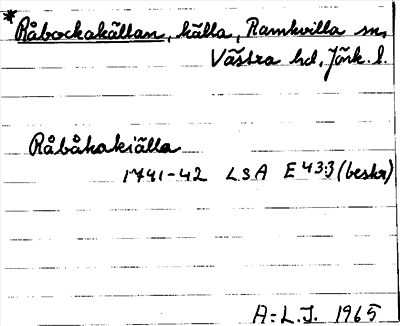 *Råbockakällan, källa, Ramkvilla sn,
Västra hd, Jönk. l.
Råbåkakiälla
1741-42 LSA E 43:3 (beskr)
A.-L.J. 1965